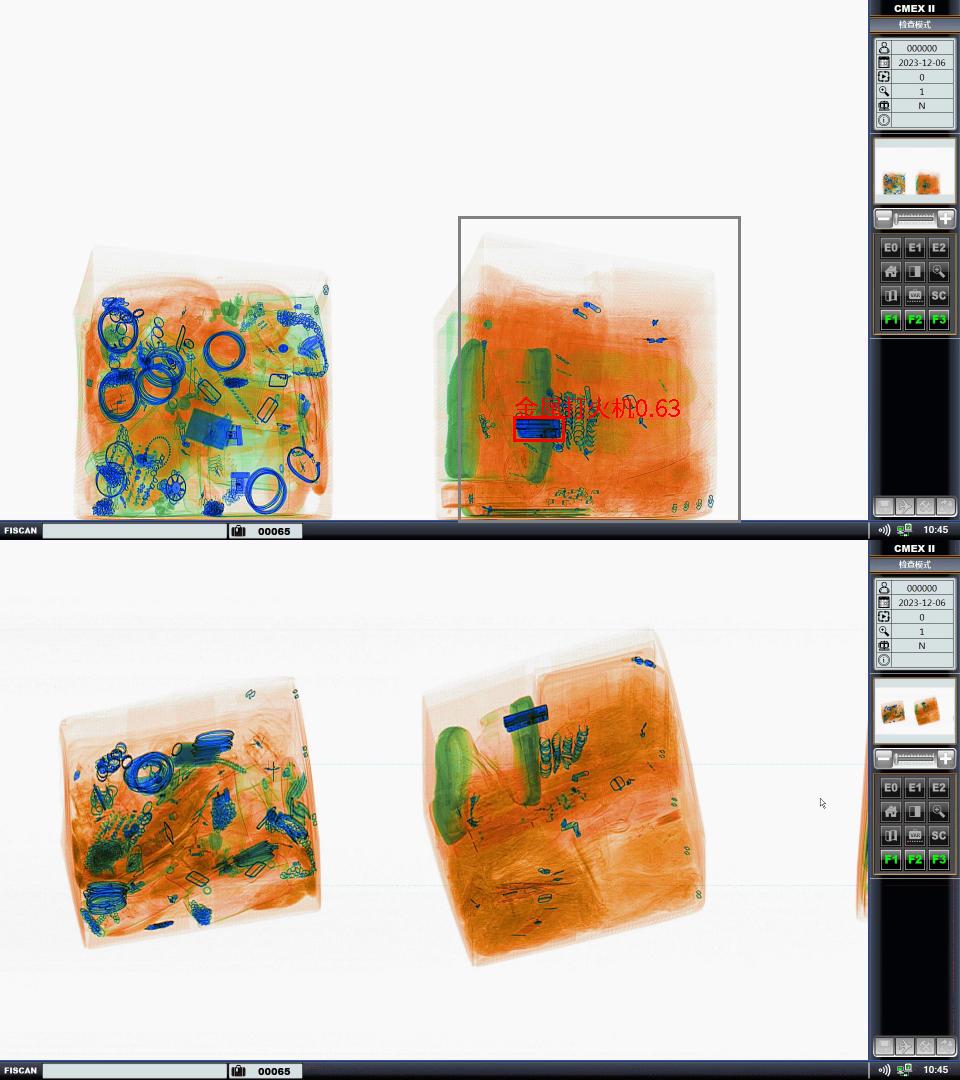 CMEX II
检查模式
000000
2023-12-06
0
1
N
E0 E1 E2
SC
F1 F2 F3
金属打火机0.63
FISCAN
00065
10:45
CMEX II
检查模式
000000
2023-12-06
0
1
N
E0 E1 E2
SC
F1 F2 F3
FISCAN
00065
10:45